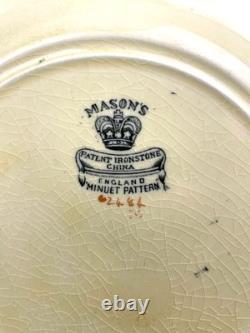 MASON'S
PATENT IRONSTONE
CHINA
ENGLAND
MINUET PATTERN